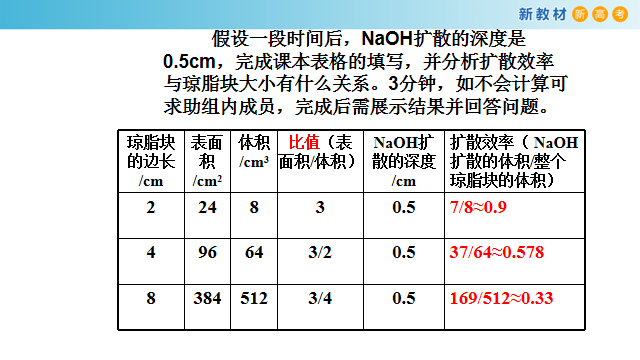 新教材 新 高 考
假设一段时间后，NaOH扩散的深度是
0.5cm，完成课本表格的填写，并分析扩散效率
与琼脂块大小有什么关系。3分钟，如不会计算可
求助组内成员，完成后需展示结果并回答问题。
琼脂块的边长/cm 表面积/cm² 体积/cm³ 比值（表面积/体积） NaOH扩散的深度/cm 扩散效率（ NaOH扩散的体积/整个琼脂块的体积）
2 24 8 3 0.5 7/8≈0.9
4 96 64 3/2 0.5 37/64≈0.578
8 384 512 3/4 0.5 169/512≈0.33